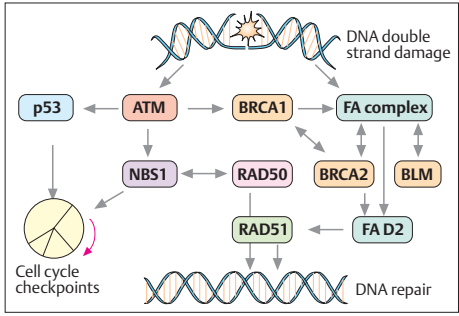 DNA double
strand damage
p53
ATM
BRCA1
FA complex
NBS1
RAD50
BRCA2
BLM
RAD51
FA D2
Cell cycle
checkpoints
DNA repair